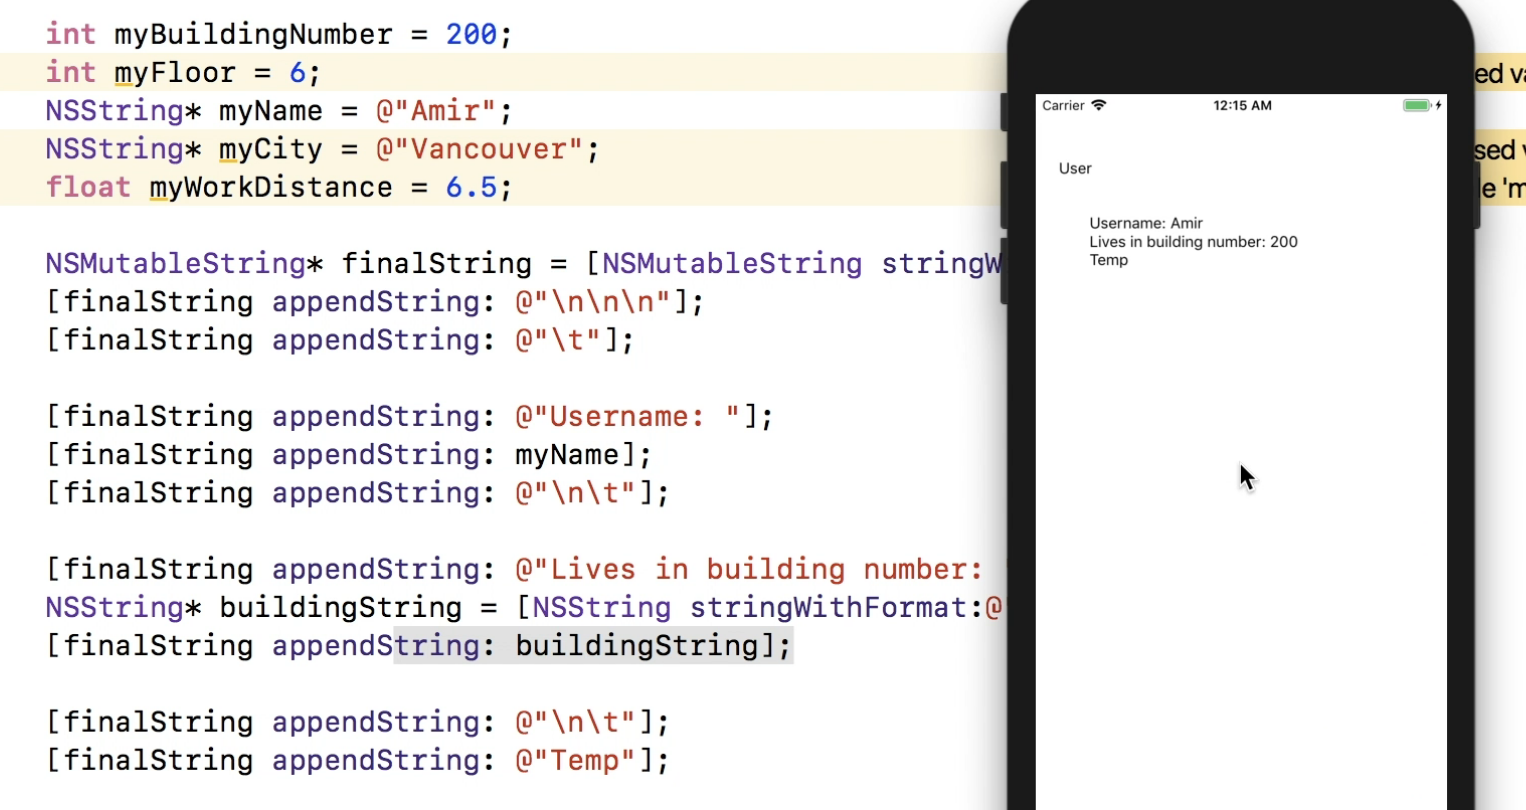 int myBuildingNumber = 200;
int myFloor = 6;
NSString* myName = @"Amir";
NSString* myCity = @"Vancouver";
float myWorkDistance = 6.5;
NSMutableString* finalString = [NSMutableString stringW
[finalString appendString: @"\n\n\n"];
[finalString appendString: @"\t"];
[finalString appendString: @"Username: "];
[finalString appendString: myName];
[finalString appendString: @"\n\t"];
[finalString appendString: @"Lives in building number:
NSString* buildingString = [NSString stringWithFormat:@
[finalString appendString: buildingString];
[finalString appendString: @"\n\t"];
[finalString appendString: @"Temp"];
Carrier 12:15 AM
User
Username: Amir
Lives in building number: 200
Temp
ed va
sed v
le 'm